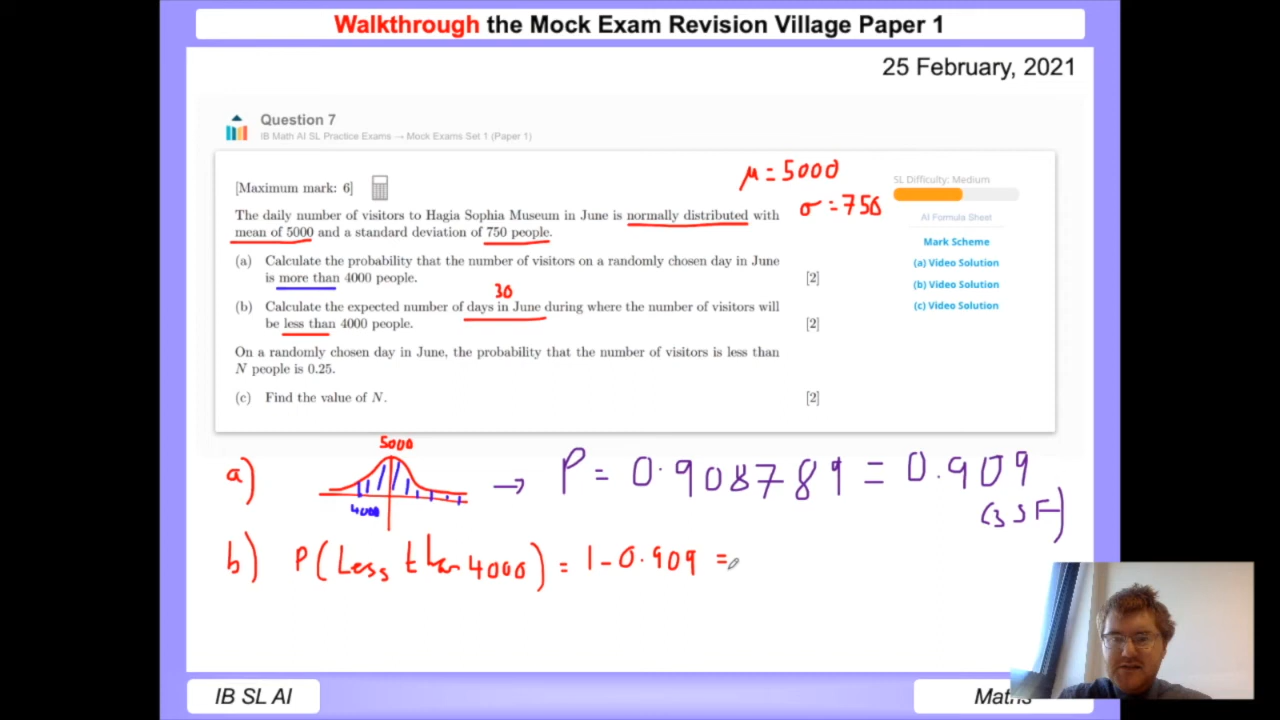 Walkthrough the Mock Exam Revision Village Paper 1
25 February, 2021
Question 7
IB Math AI SL Practice Exams → Mock Exams Set 1 (Paper 1)
μ = 5000
[Maximum mark: 6]
SL Difficulty: Medium
σ = 750
The daily number of visitors to Hagia Sophia Museum in June is normally distributed with
mean of 5000 and a standard deviation of 750 people.
AI Formula Sheet
Mark Scheme
(a) Calculate the probability that the number of visitors on a randomly chosen day in June
is more than 4000 people. [2]
(a) Video Solution
(b) Video Solution
30
(b) Calculate the expected number of days in June during where the number of visitors will
be less than 4000 people. [2]
(c) Video Solution
On a randomly chosen day in June, the probability that the number of visitors is less than
N people is 0.25.
(c) Find the value of N. [2]
5000
a) → P = 0.908789 = 0.909
4000
(3 SF)
b) P(Less than 4000) = 1 - 0.909 =
IB SL AI
Maths